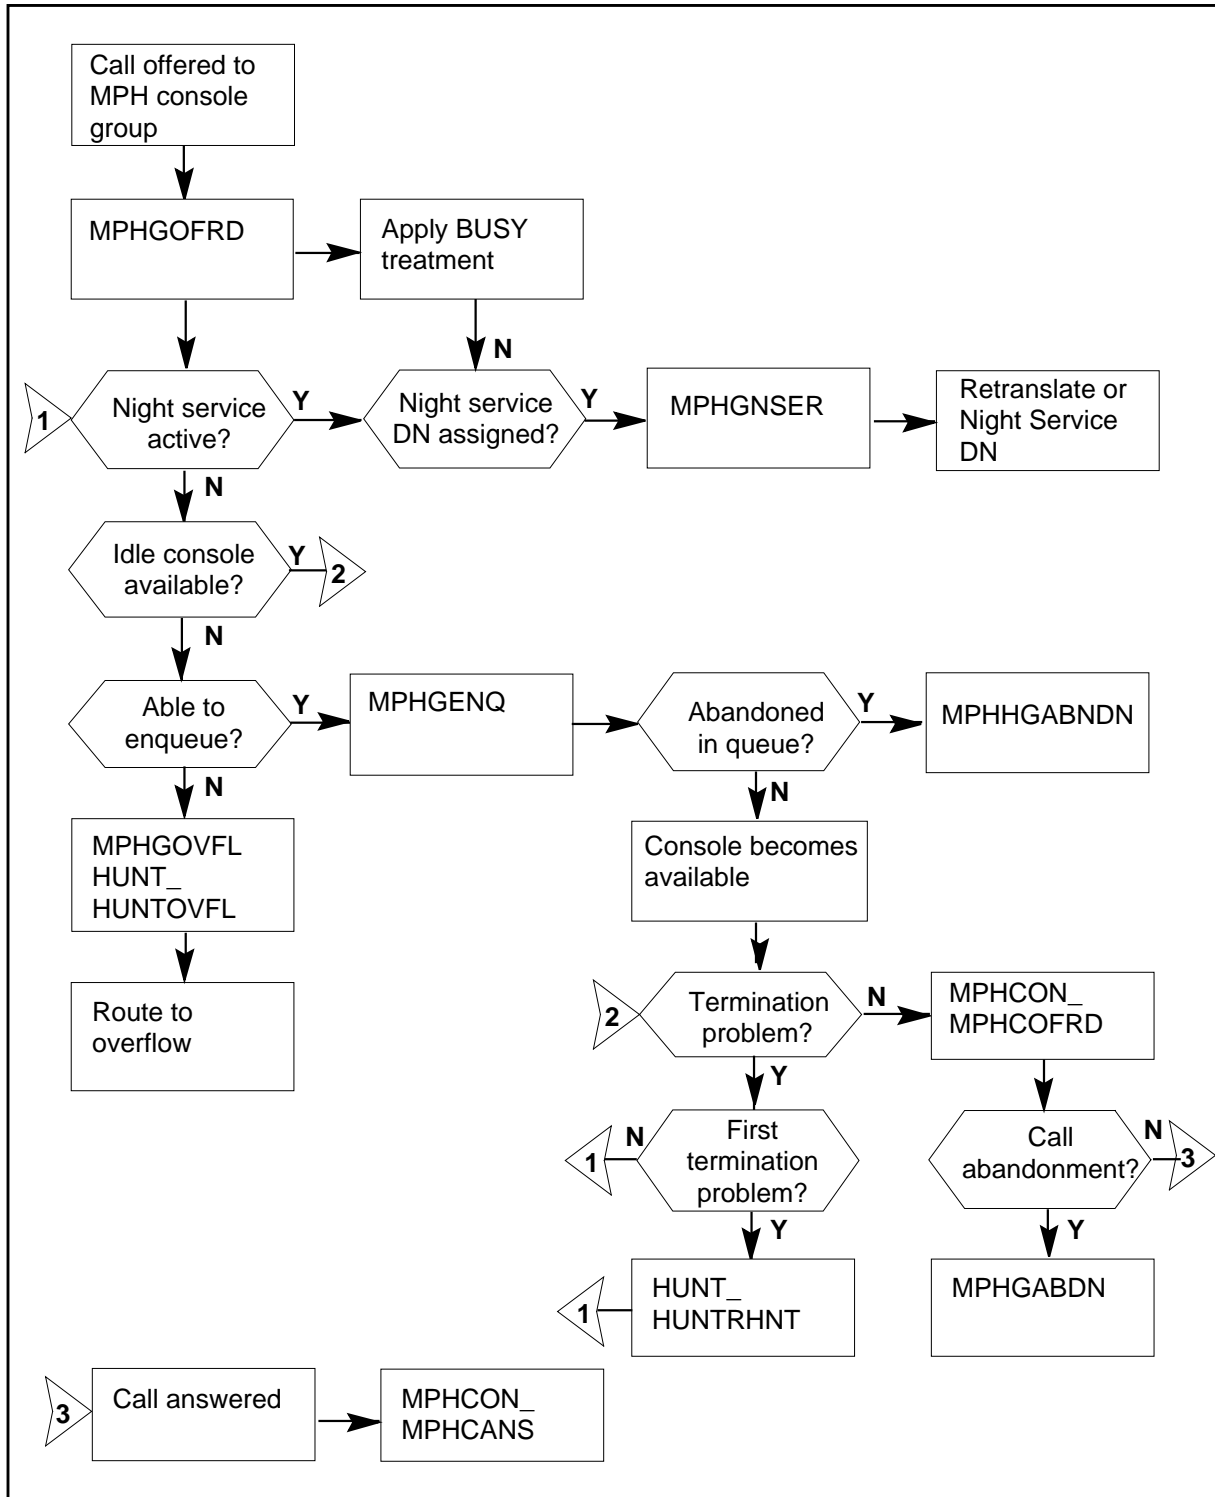 Call offered to
MPH console
group
MPHGOFRD
Apply BUSY
treatment
N
1
Night service
active?
Y
Night service
DN assigned?
Y
MPHGNSER
Retranslate or
Night Service
DN
N
Idle console
available?
Y
2
N
Able to
enqueue?
Y
MPHGENQ
Abandoned
in queue?
Y
MPHHGABNDN
N
N
MPHGOVFL
HUNT_
HUNTOVFL
Console becomes
available
Route to
overflow
2
Termination
problem?
N
MPHCON_
MPHCOFRD
Y
1
N
First
termination
problem?
Call
abandonment?
N
3
Y
Y
1
HUNT_
HUNTRHNT
MPHGABDN
3
Call answered
MPHCON_
MPHCANS